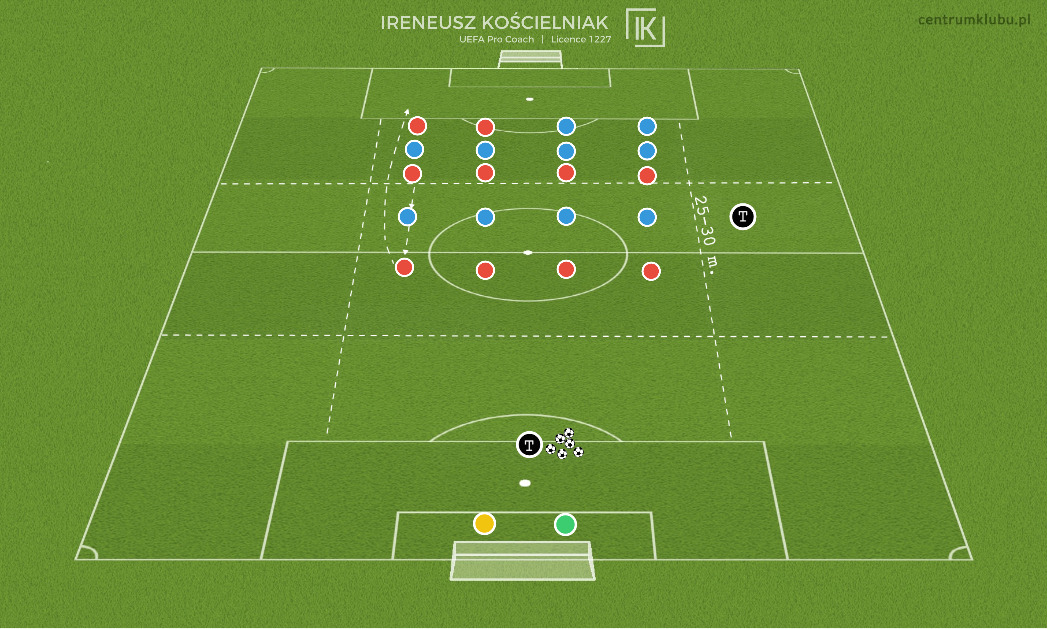 IRENEUSZ KOŚCIELNIAK
UEFA Pro Coach | Licence 1227
IK
centrumklubu.pl
T
25-30 m.
T